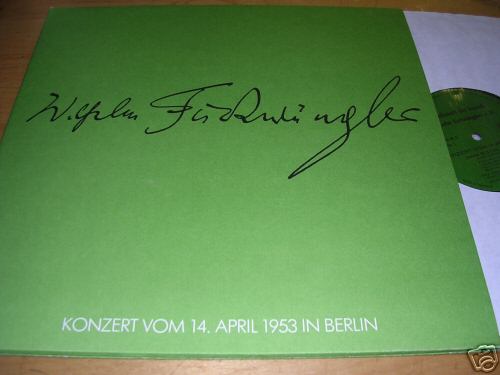 Wilhelm Furtwängler
KONZERT VOM 14. APRIL 1953 IN BERLIN